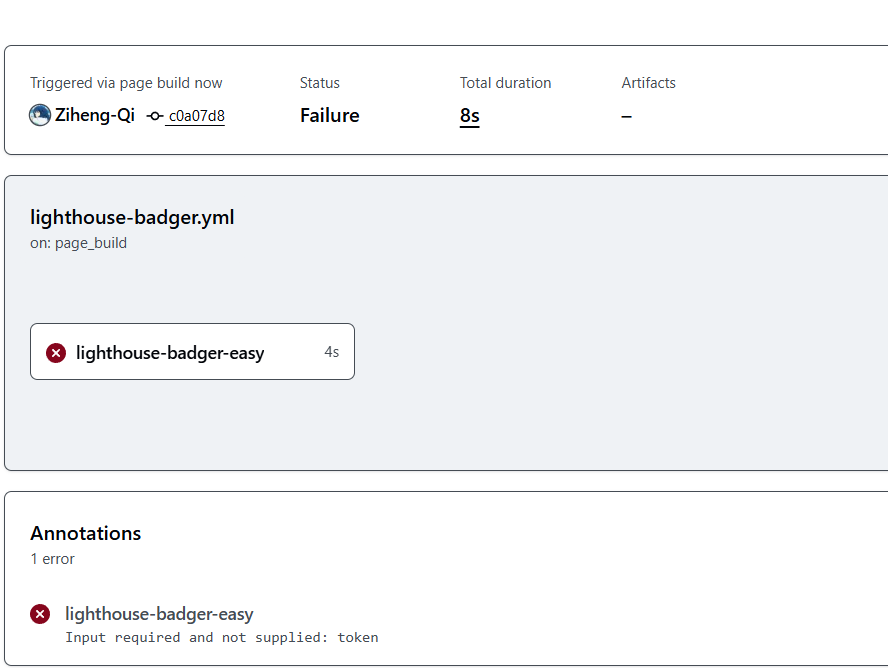 Triggered via page build now Status Total duration Artifacts
Ziheng-Qi c0a07d8 Failure 8s –
lighthouse-badger.yml
on: page_build
lighthouse-badger-easy 4s
Annotations
1 error
lighthouse-badger-easy
Input required and not supplied: token